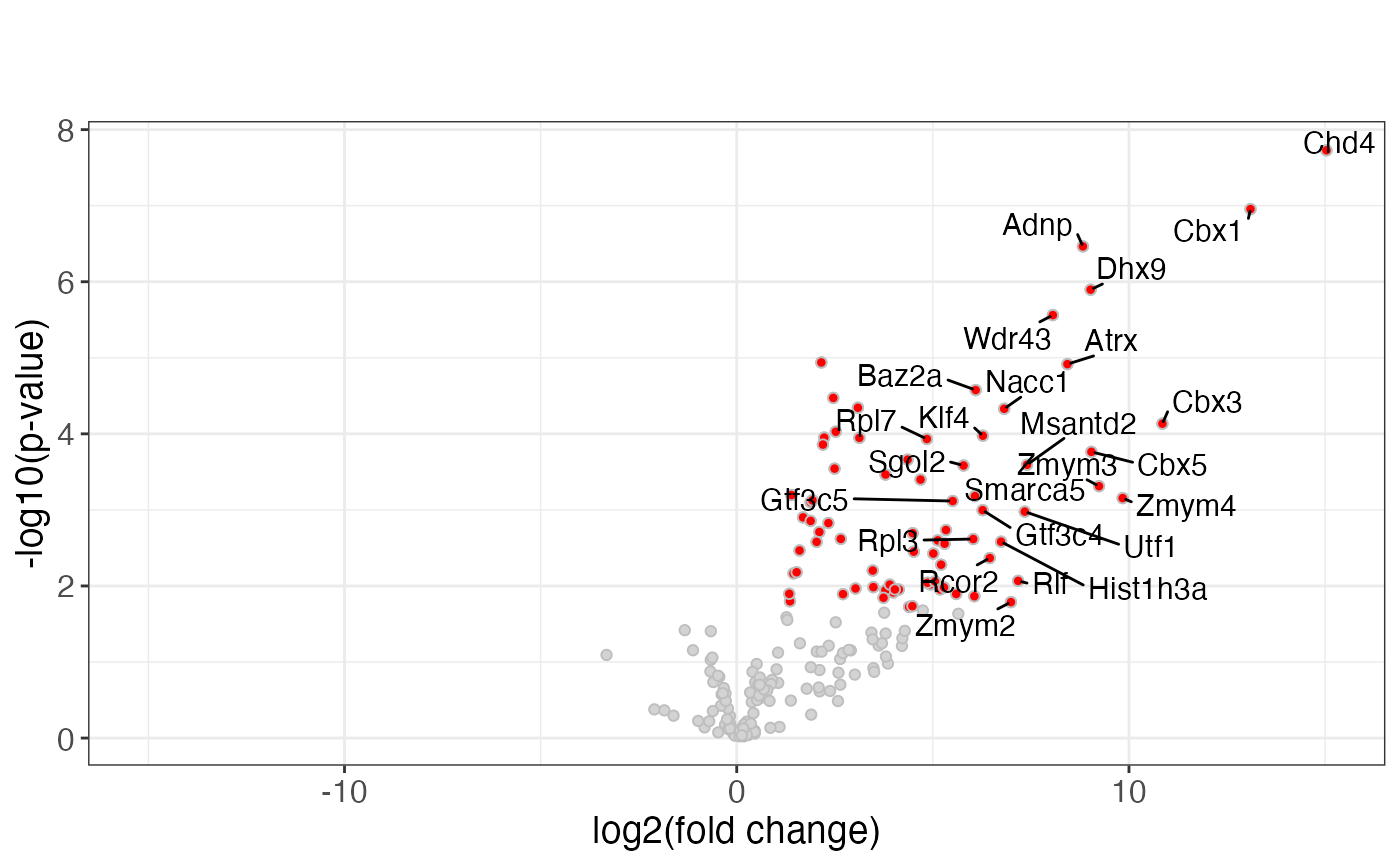 8
Chd4
Adnp
Cbx1
6
Dhx9
Wdr43
Atrx
Baz2a
Nacc1
Cbx3
4
Rpl7
Klf4
Msantd2
Sgol2
Zmym3
Cbx5
Gtf3c5
Smarca5
Zmym4
Rpl3
Gtf3c4
Utf1
2
Rcor2
Rlf
Hist1h3a
Zmym2
0
-10
0
10
log2(fold change)
-log10(p-value)